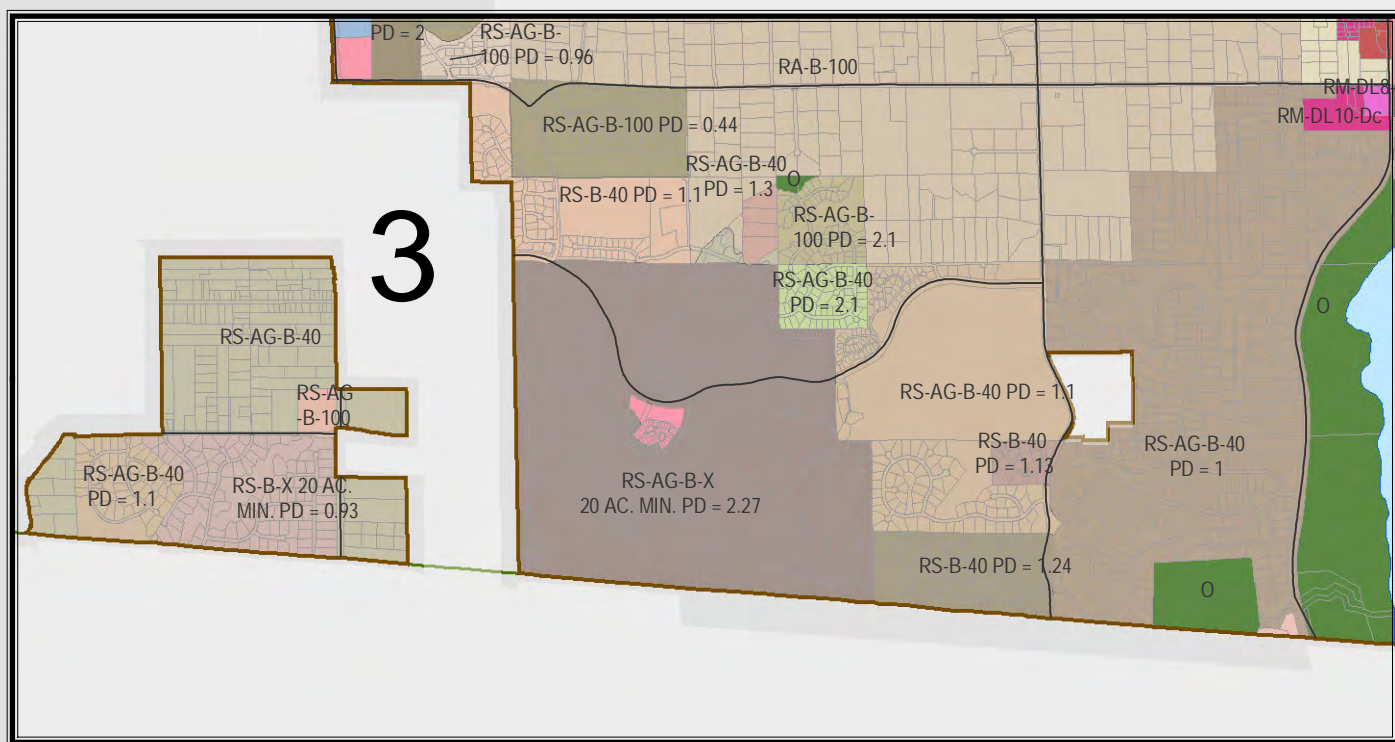 PD = 2
RS-AG-B-
100 PD = 0.96
RA-B-100
RM-DL8-
RM-DL10-Dc
RS-AG-B-100 PD = 0.44
RS-AG-B-40
PD = 1.3
O
RS-B-40 PD = 1.1
RS-AG-B-
100 PD = 2.1
3
RS-AG-B-40
PD = 2.1
O
RS-AG-B-40
RS-AG
-B-100
RS-AG-B-40 PD = 1.1
RS-B-40
PD = 1.13
RS-AG-B-40
PD = 1
RS-AG-B-40
PD = 1.1
RS-B-X 20 AC.
MIN. PD = 0.93
RS-AG-B-X
20 AC. MIN. PD = 2.27
RS-B-40 PD = 1.24
O